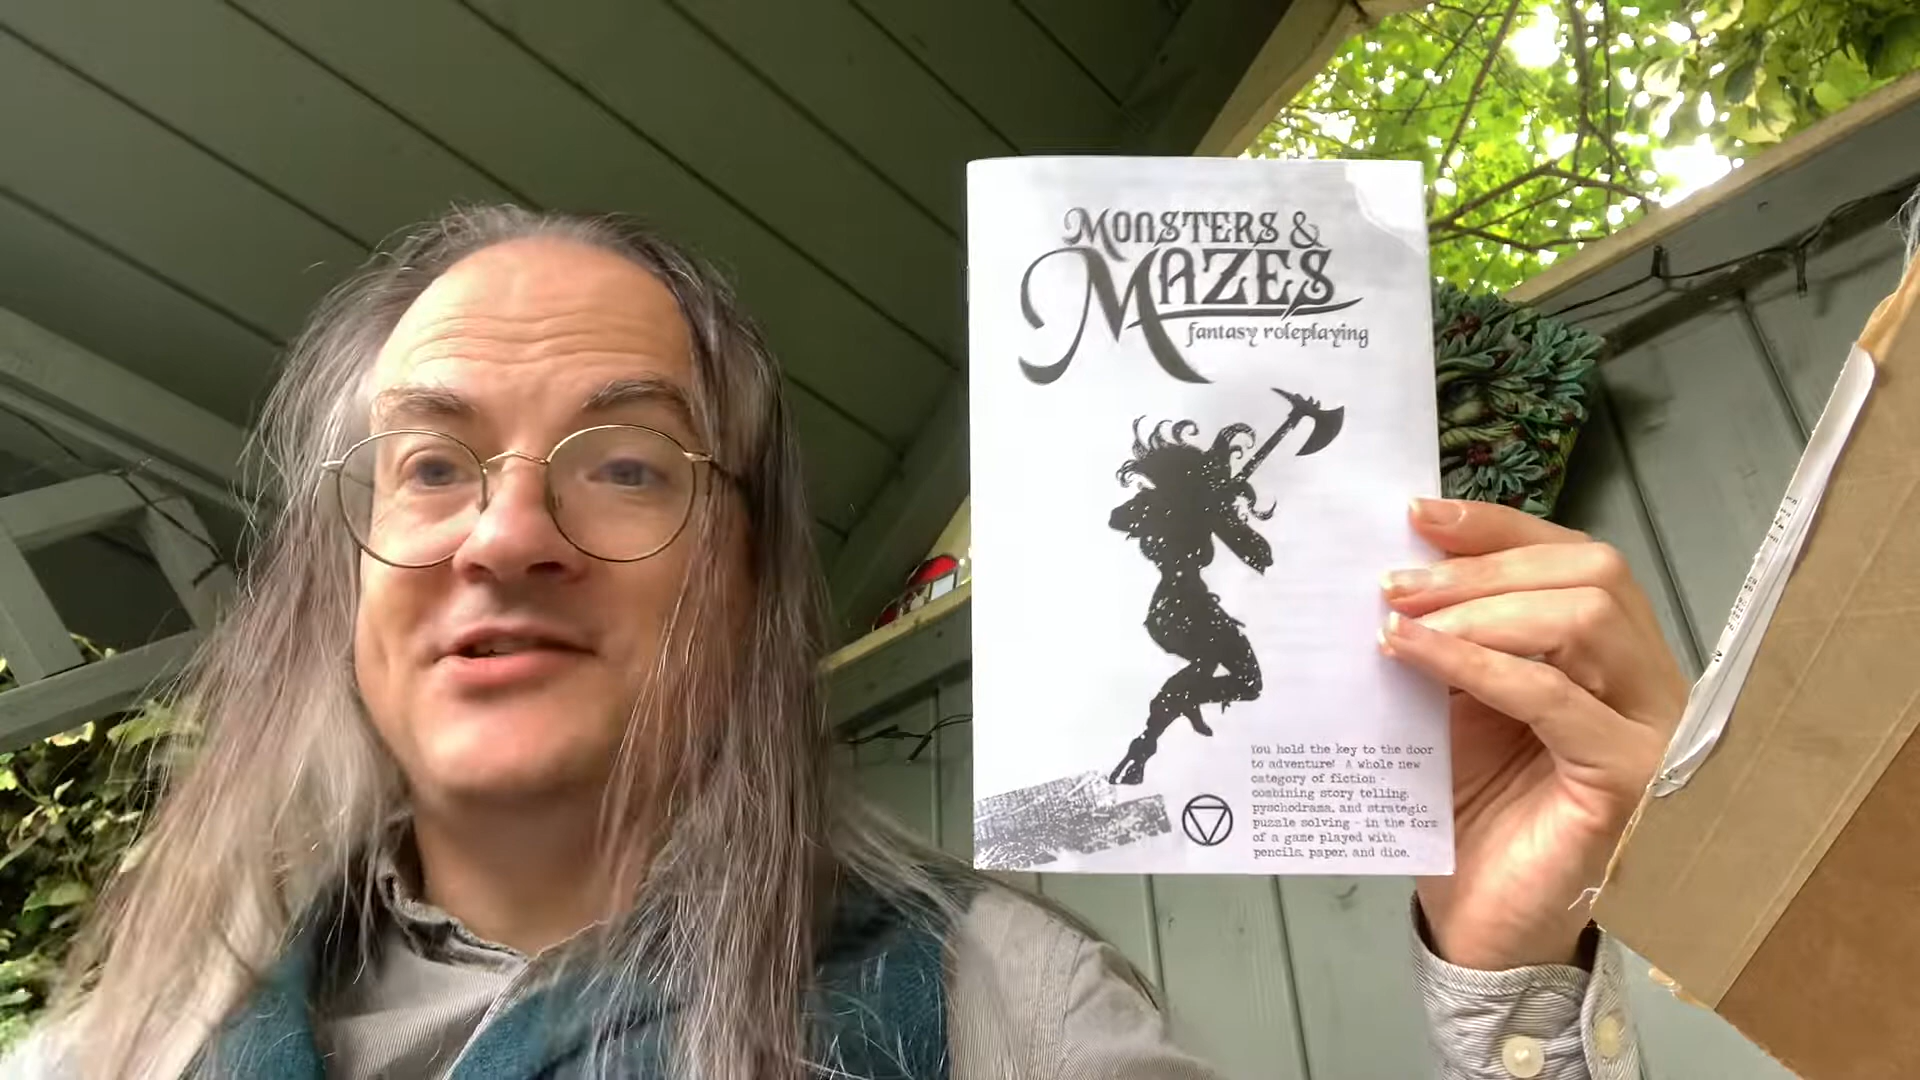 MONSTERS &
MAZES
fantasy roleplaying
You hold the key to the door
to adventure! A whole new
category of fiction -
combining story telling,
pyschodrama, and strategic
puzzle solving - in the form
of a game played with
pencils, paper, and dice.